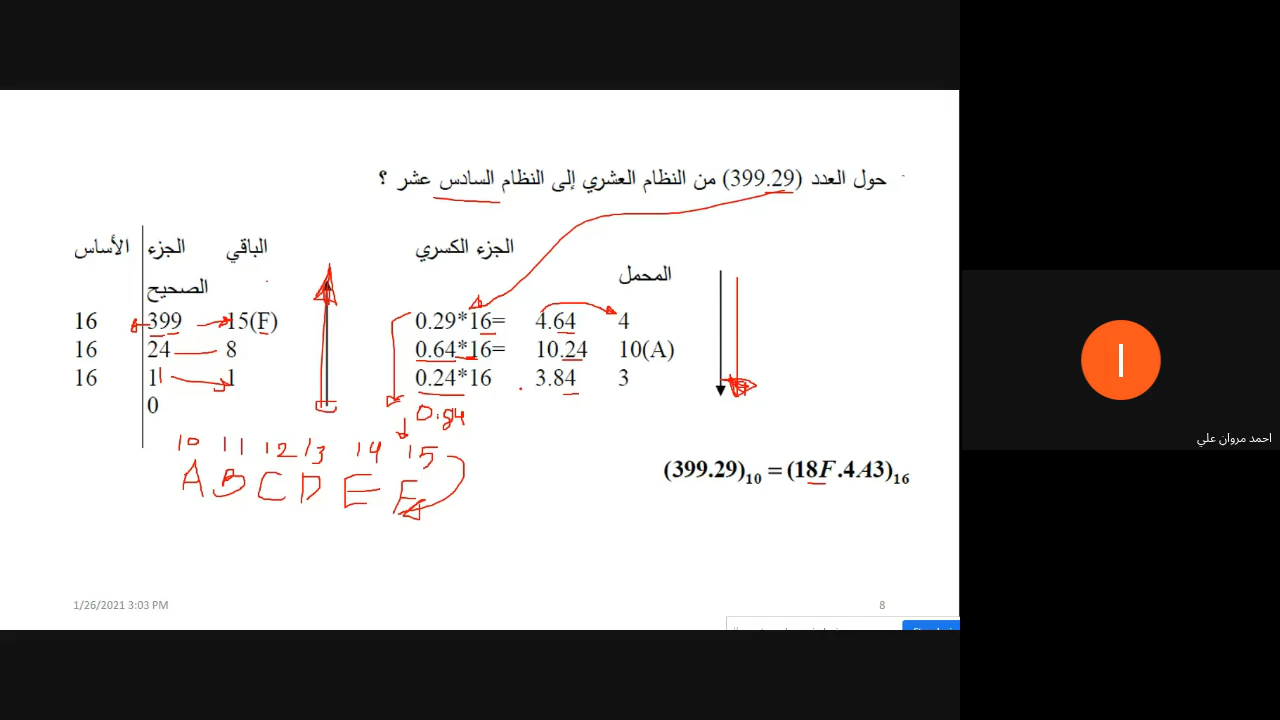 حول العدد (399.29) من النظام العشري إلى النظام السادس عشر ؟
الأساس الجزء الصحيح الباقي
16 399 15(F)
16 24 8
16 1 1
0
الجزء الكسري المحمل
0.29*16= 4.64 4
0.64*16= 10.24 10(A)
0.24*16 3.84 3
0.84
10 11 12 13 14 15
A B C D E F
(399.29)10 = (18F.4A3)16
1/26/2021 3:03 PM
8
I
احمد مروان علي